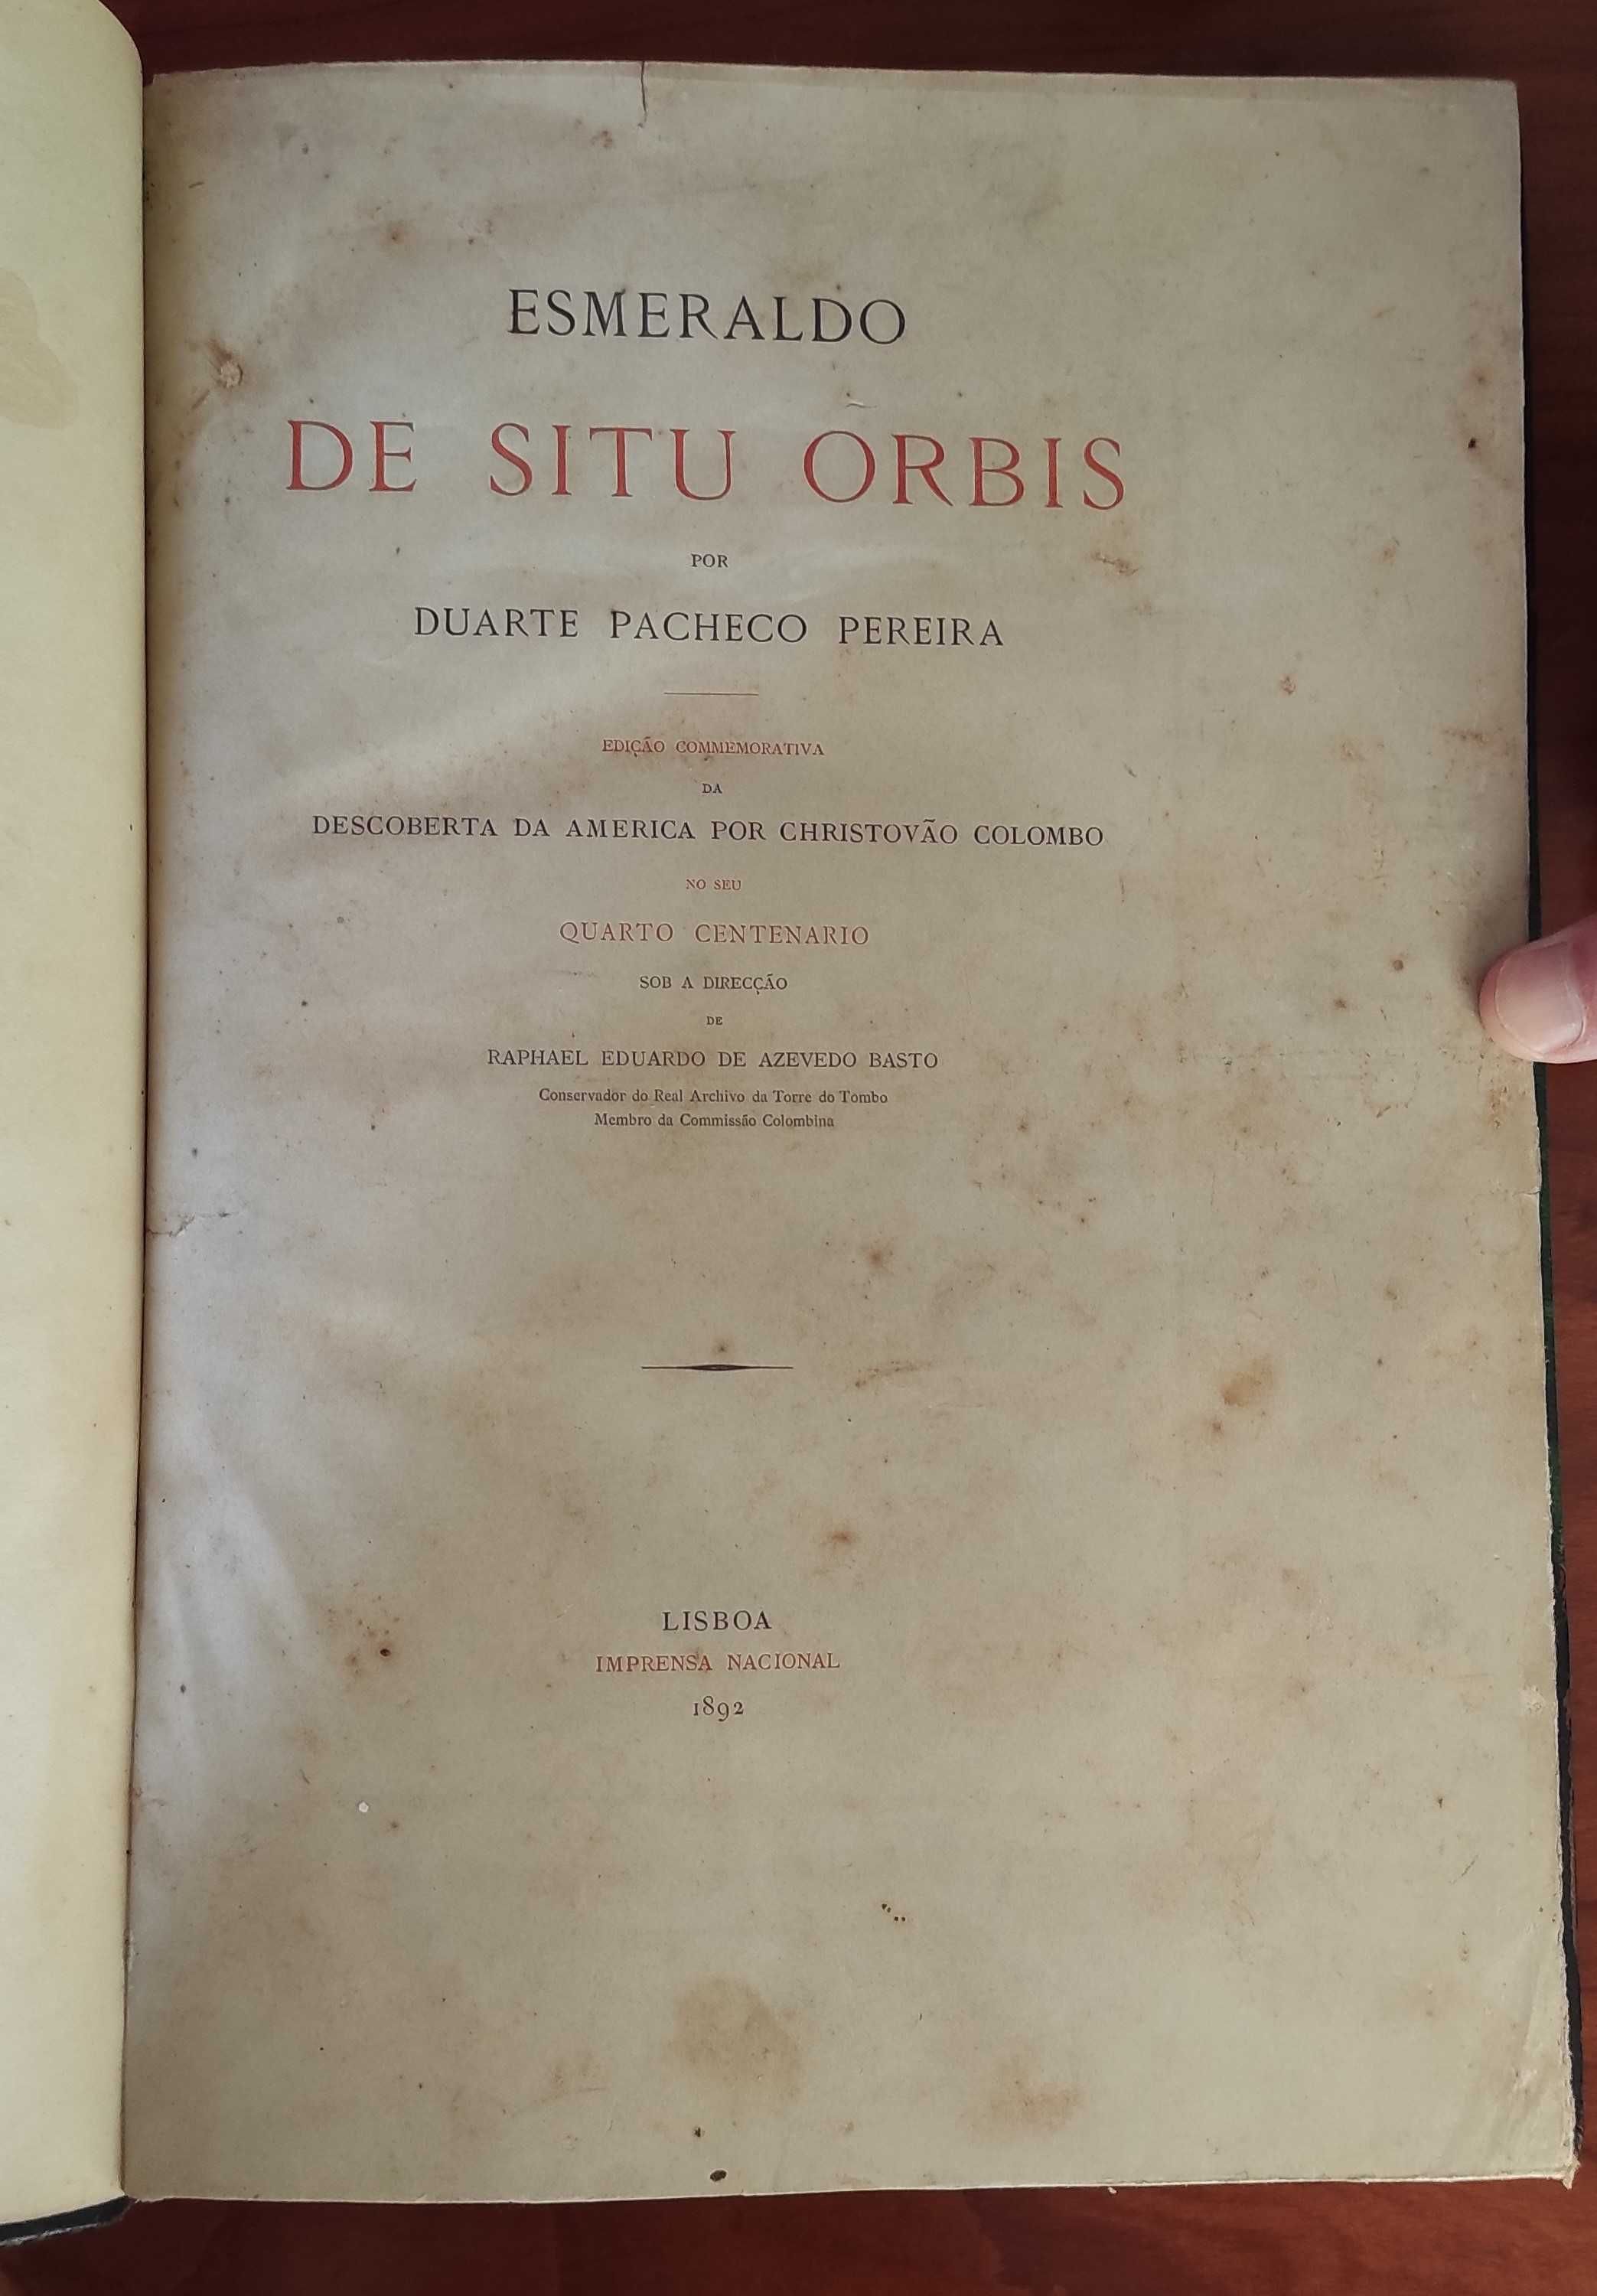 ESMERALDO
DE SITU ORBIS
POR
DUARTE PACHECO PEREIRA
EDIÇÃO COMMEMORATIVA
DA
DESCOBERTA DA AMERICA POR CHRISTOVÃO COLOMBO
NO SEU
QUARTO CENTENARIO
SOB A DIRECÇÃO
DE
RAPHAEL EDUARDO DE AZEVEDO BASTO
Conservador do Real Archivo da Torre do Tombo
Membro da Commissão Colombina
LISBOA
IMPRENSA NACIONAL
1892